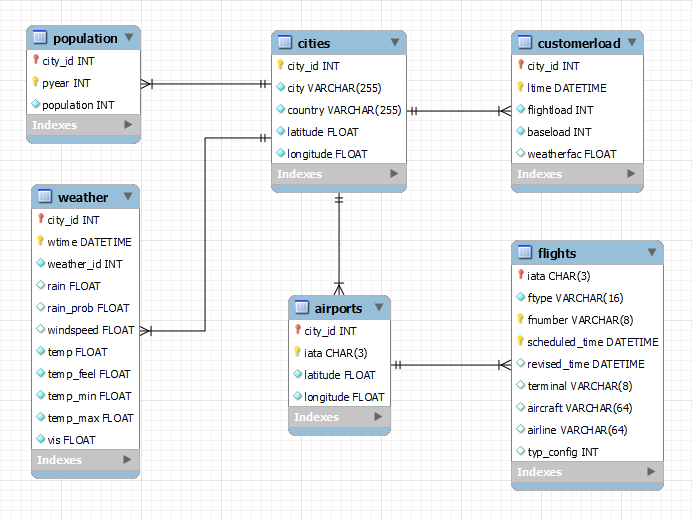 population
city_id INT
pyear INT
population INT
Indexes
cities
city_id INT
city VARCHAR(255)
country VARCHAR(255)
latitude FLOAT
longitude FLOAT
Indexes
customerload
city_id INT
ltime DATETIME
flightload INT
baseload INT
weatherfac FLOAT
Indexes
weather
city_id INT
wtime DATETIME
weather_id INT
rain FLOAT
rain_prob FLOAT
windspeed FLOAT
temp FLOAT
temp_feel FLOAT
temp_min FLOAT
temp_max FLOAT
vis FLOAT
Indexes
airports
city_id INT
iata CHAR(3)
latitude FLOAT
longitude FLOAT
Indexes
flights
iata CHAR(3)
ftype VARCHAR(16)
fnumber VARCHAR(8)
scheduled_time DATETIME
revised_time DATETIME
terminal VARCHAR(8)
aircraft VARCHAR(64)
airline VARCHAR(64)
typ_config INT
Indexes